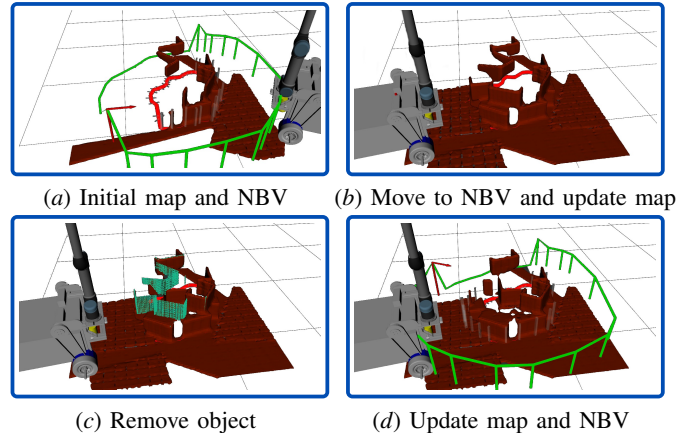 (a) Initial map and NBV
(b) Move to NBV and update map
(c) Remove object
(d) Update map and NBV